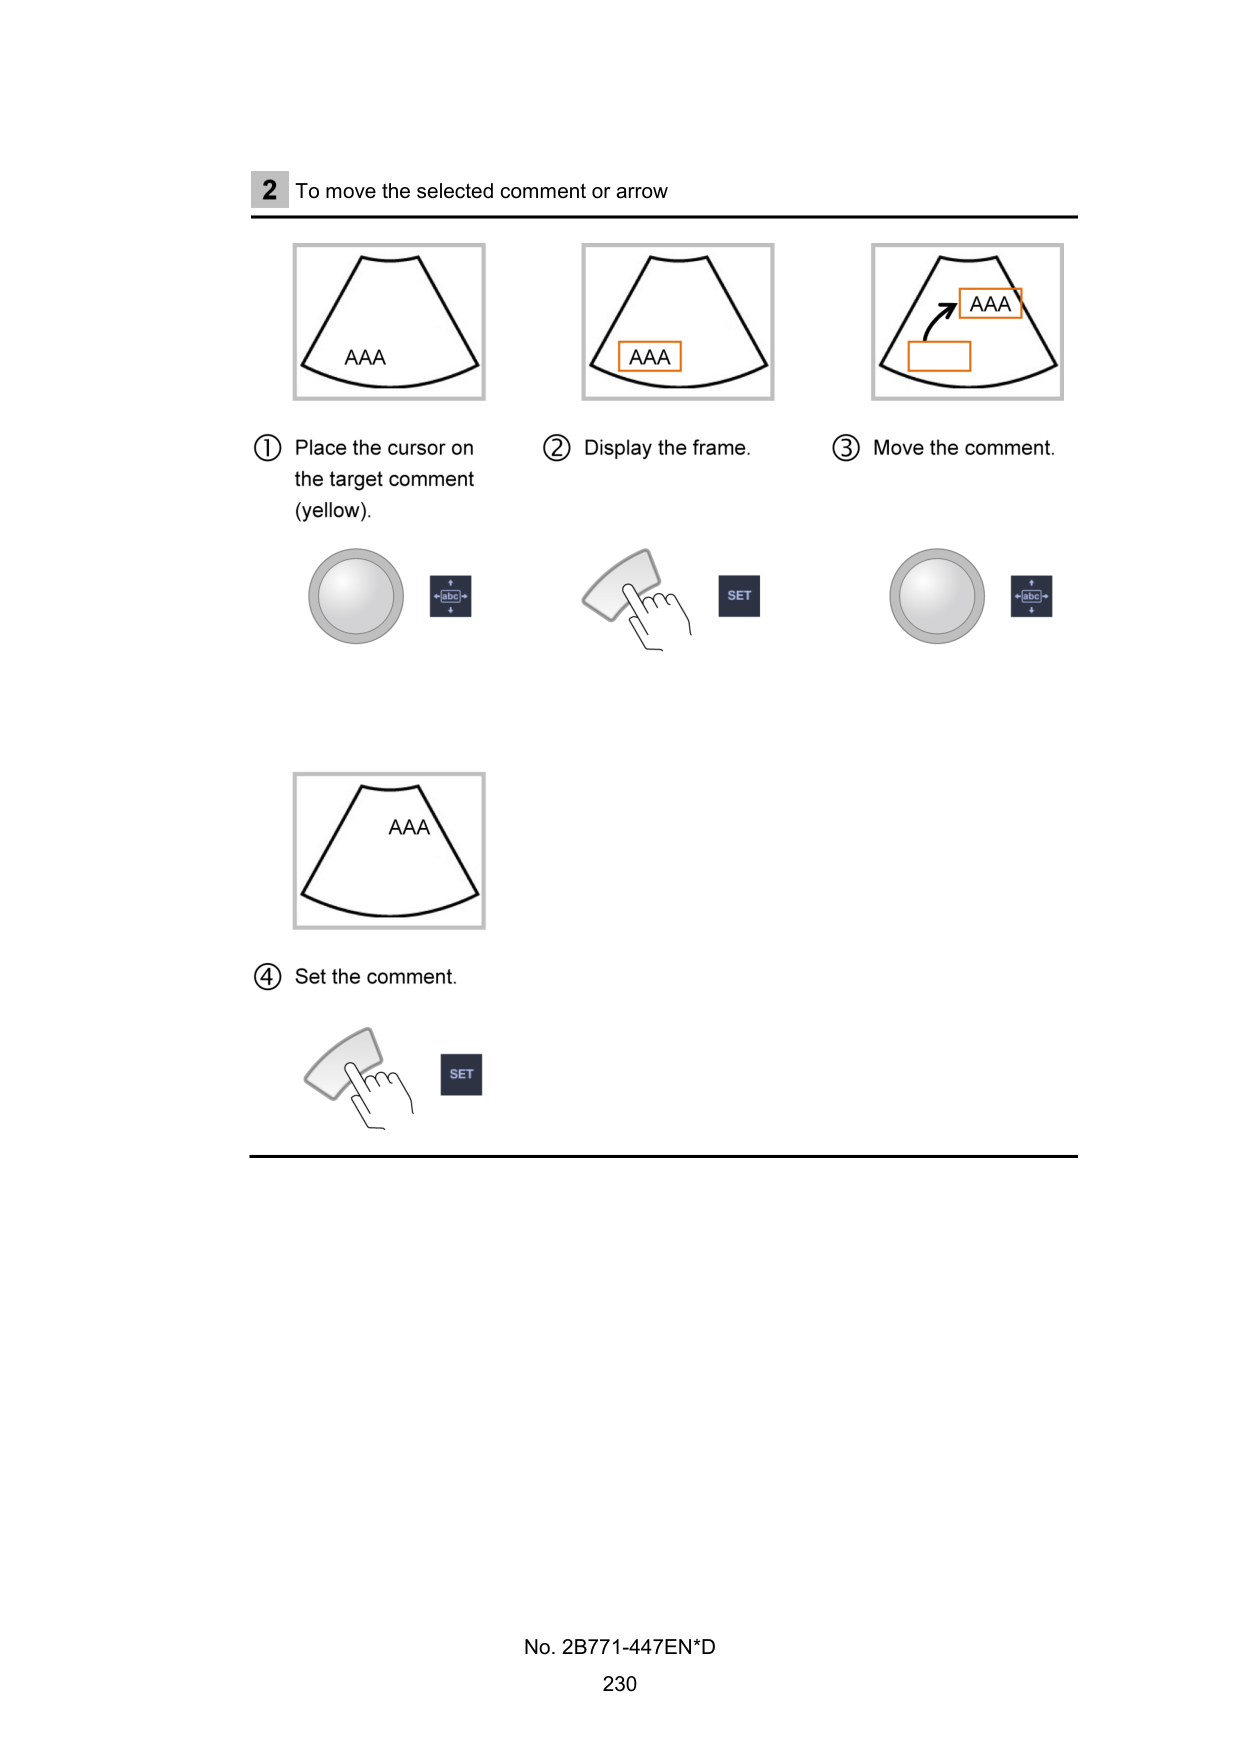 2 To move the selected comment or arrow
AAA
AAA
AAA
① Place the cursor on
the target comment
(yellow).
② Display the frame.
③ Move the comment.
abc
SET
abc
AAA
④ Set the comment.
SET
No. 2B771-447EN*D
230